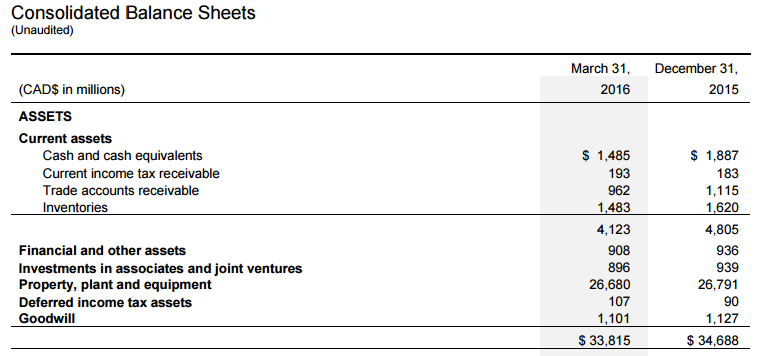 Consolidated Balance Sheets
(Unaudited)
March 31, December 31,
(CAD$ in millions) 2016 2015
ASSETS
Current assets
Cash and cash equivalents $ 1,485 $ 1,887
Current income tax receivable 193 183
Trade accounts receivable 962 1,115
Inventories 1,483 1,620
4,123 4,805
Financial and other assets 908 936
Investments in associates and joint ventures 896 939
Property, plant and equipment 26,680 26,791
Deferred income tax assets 107 90
Goodwill 1,101 1,127
$ 33,815 $ 34,688